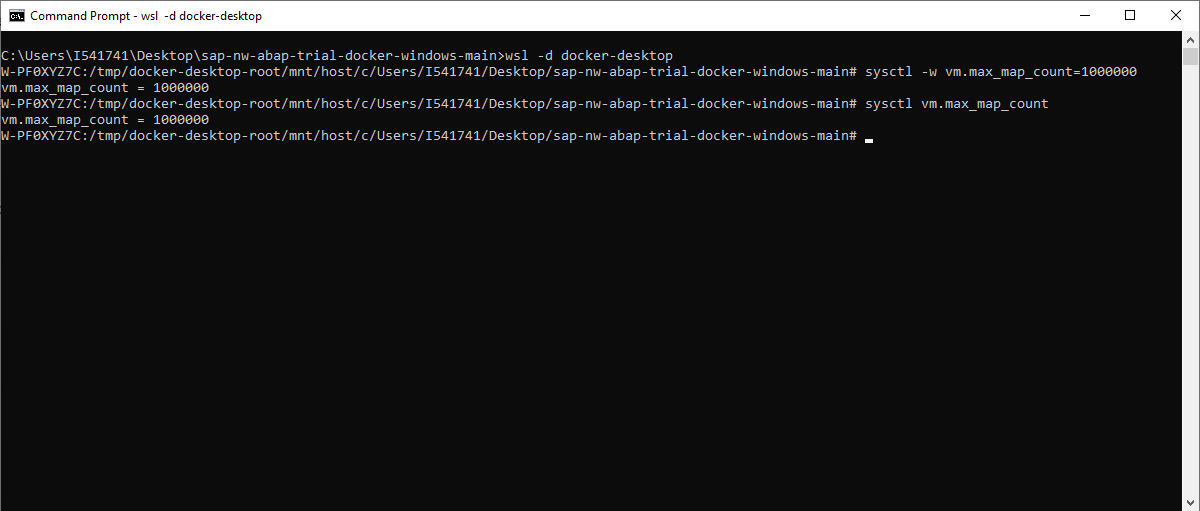 Command Prompt - wsl  -d docker-desktop
C:\Users\I541741\Desktop\sap-nw-abap-trial-docker-windows-main>wsl -d docker-desktop
W-PF0XYZ7C:/tmp/docker-desktop-root/mnt/host/c/Users/I541741/Desktop/sap-nw-abap-trial-docker-windows-main# sysctl -w vm.max_map_count=1000000
vm.max_map_count = 1000000
W-PF0XYZ7C:/tmp/docker-desktop-root/mnt/host/c/Users/I541741/Desktop/sap-nw-abap-trial-docker-windows-main# sysctl vm.max_map_count
vm.max_map_count = 1000000
W-PF0XYZ7C:/tmp/docker-desktop-root/mnt/host/c/Users/I541741/Desktop/sap-nw-abap-trial-docker-windows-main#